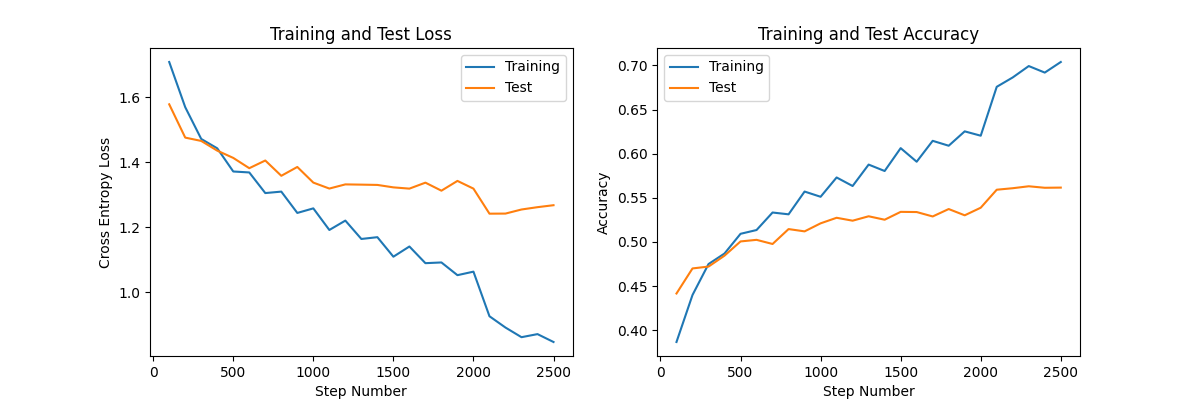 Training and Test Loss
Training
Test
1.6
1.4
1.2
1.0
Cross Entropy Loss
0
500
1000
1500
2000
2500
Step Number
Training and Test Accuracy
Training
Test
0.70
0.65
0.60
0.55
0.50
0.45
0.40
Accuracy
0
500
1000
1500
2000
2500
Step Number